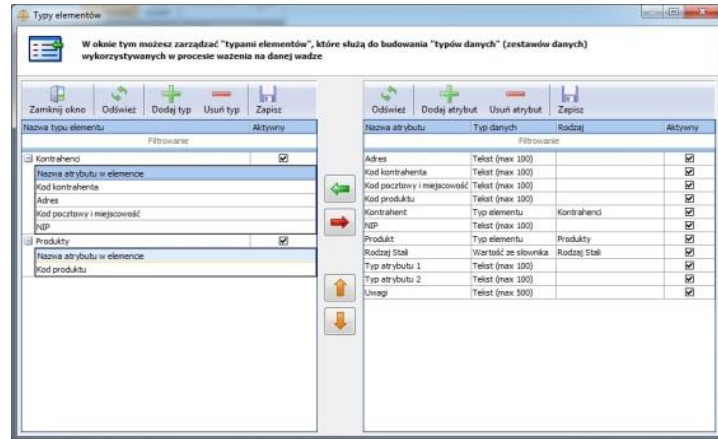 Typy elementów
W oknie tym możesz zarządzać "typami elementów", które służą do budowania "typów danych" (zestawów danych)
wykorzystywanych w procesie ważenia na danej wadze
Zamknij okno Odśwież Dodaj typ Usuń typ Zapisz
Nazwa typu elementu Aktywny
Filtrowanie
Kontrahenci
Nazwa atrybutu w elemencie
Kod kontrahenta
Adres
Kod pocztowy i miejscowość
NIP
Produkty
Nazwa atrybutu w elemencie
Kod produktu
Odśwież Dodaj atrybut Usuń atrybut Zapisz
Nazwa atrybutu Typ danych Rodzaj Aktywny
Filtrowanie
Adres Tekst (max 100)
Kod kontrahenta Tekst (max 100)
Kod pocztowy i miejscowość Tekst (max 100)
Kod produktu Tekst (max 100)
Kontrahent Typ elementu Kontrahenci
NIP Tekst (max 100)
Produkt Typ elementu Produkty
Rodzaj Stali Wartość ze słownika Rodzaj Stali
Typ atrybutu 1 Tekst (max 100)
Typ atrybutu 2 Tekst (max 100)
Uwagi Tekst (max 500)